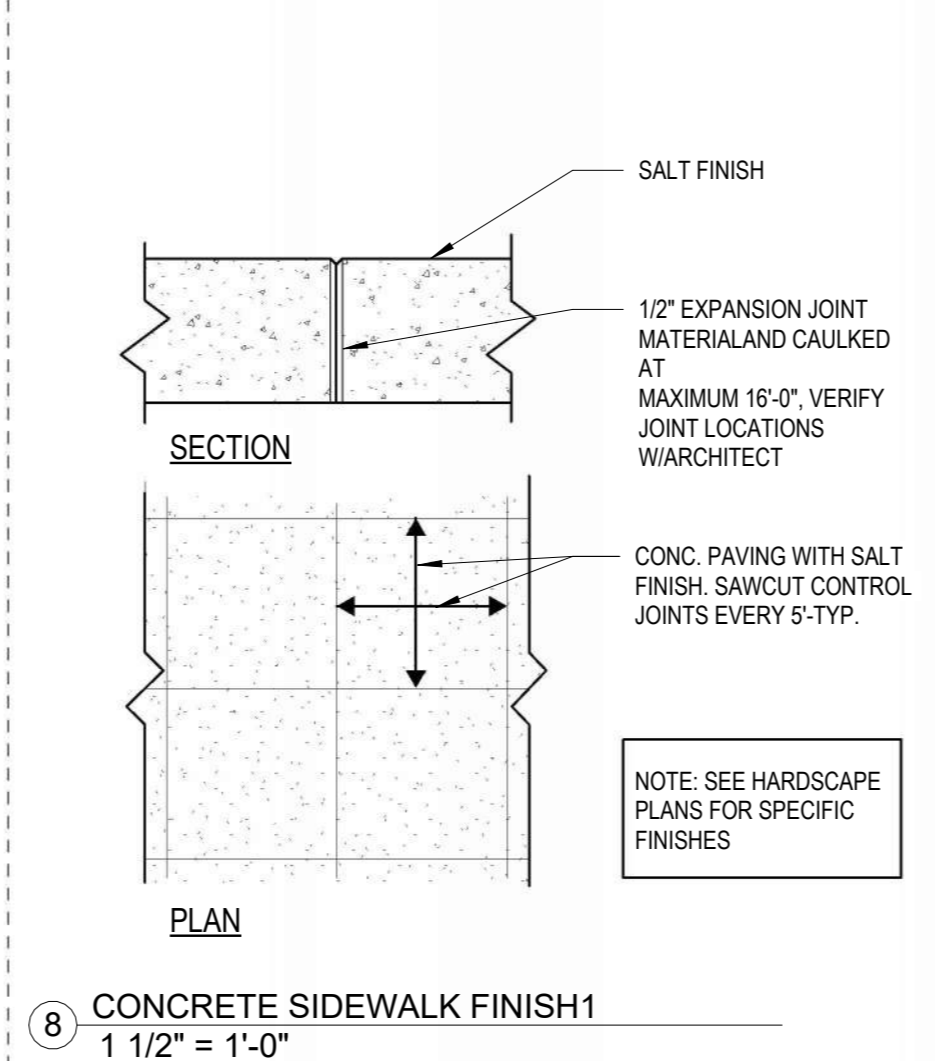 SALT FINISH
1/2" EXPANSION JOINT
MATERIALAND CAULKED
AT
MAXIMUM 16'-0", VERIFY
JOINT LOCATIONS
W/ARCHITECT
SECTION
CONC. PAVING WITH SALT
FINISH. SAWCUT CONTROL
JOINTS EVERY 5'-TYP.
NOTE: SEE HARDSCAPE
PLANS FOR SPECIFIC
FINISHES
PLAN
8 CONCRETE SIDEWALK FINISH1
1 1/2" = 1'-0"